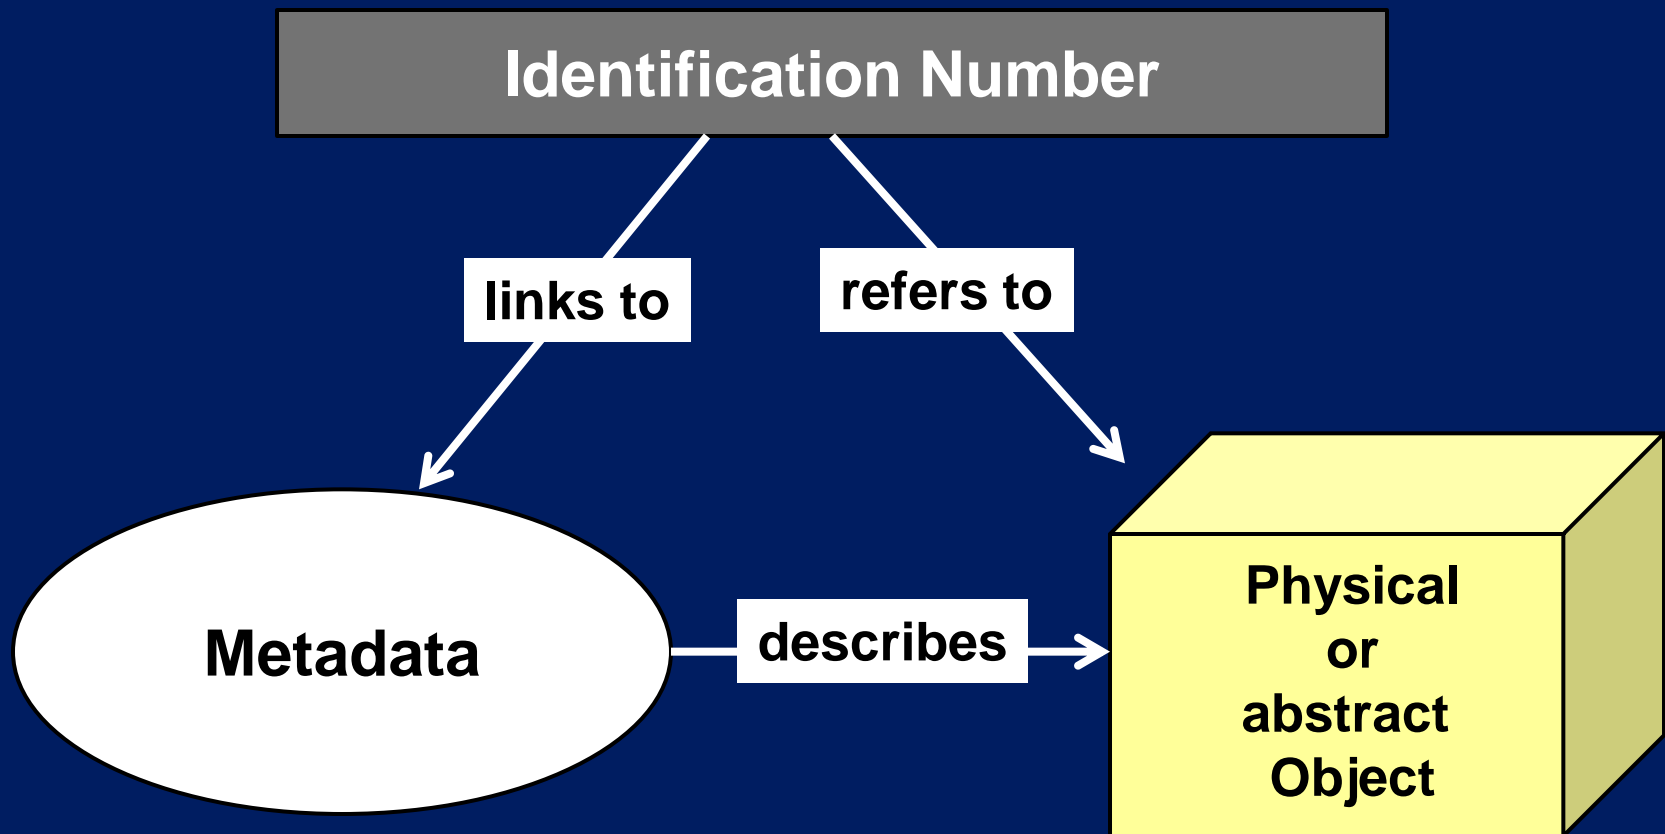 Identification Number
links to
refers to
Metadata
describes
Physical
or
abstract
Object